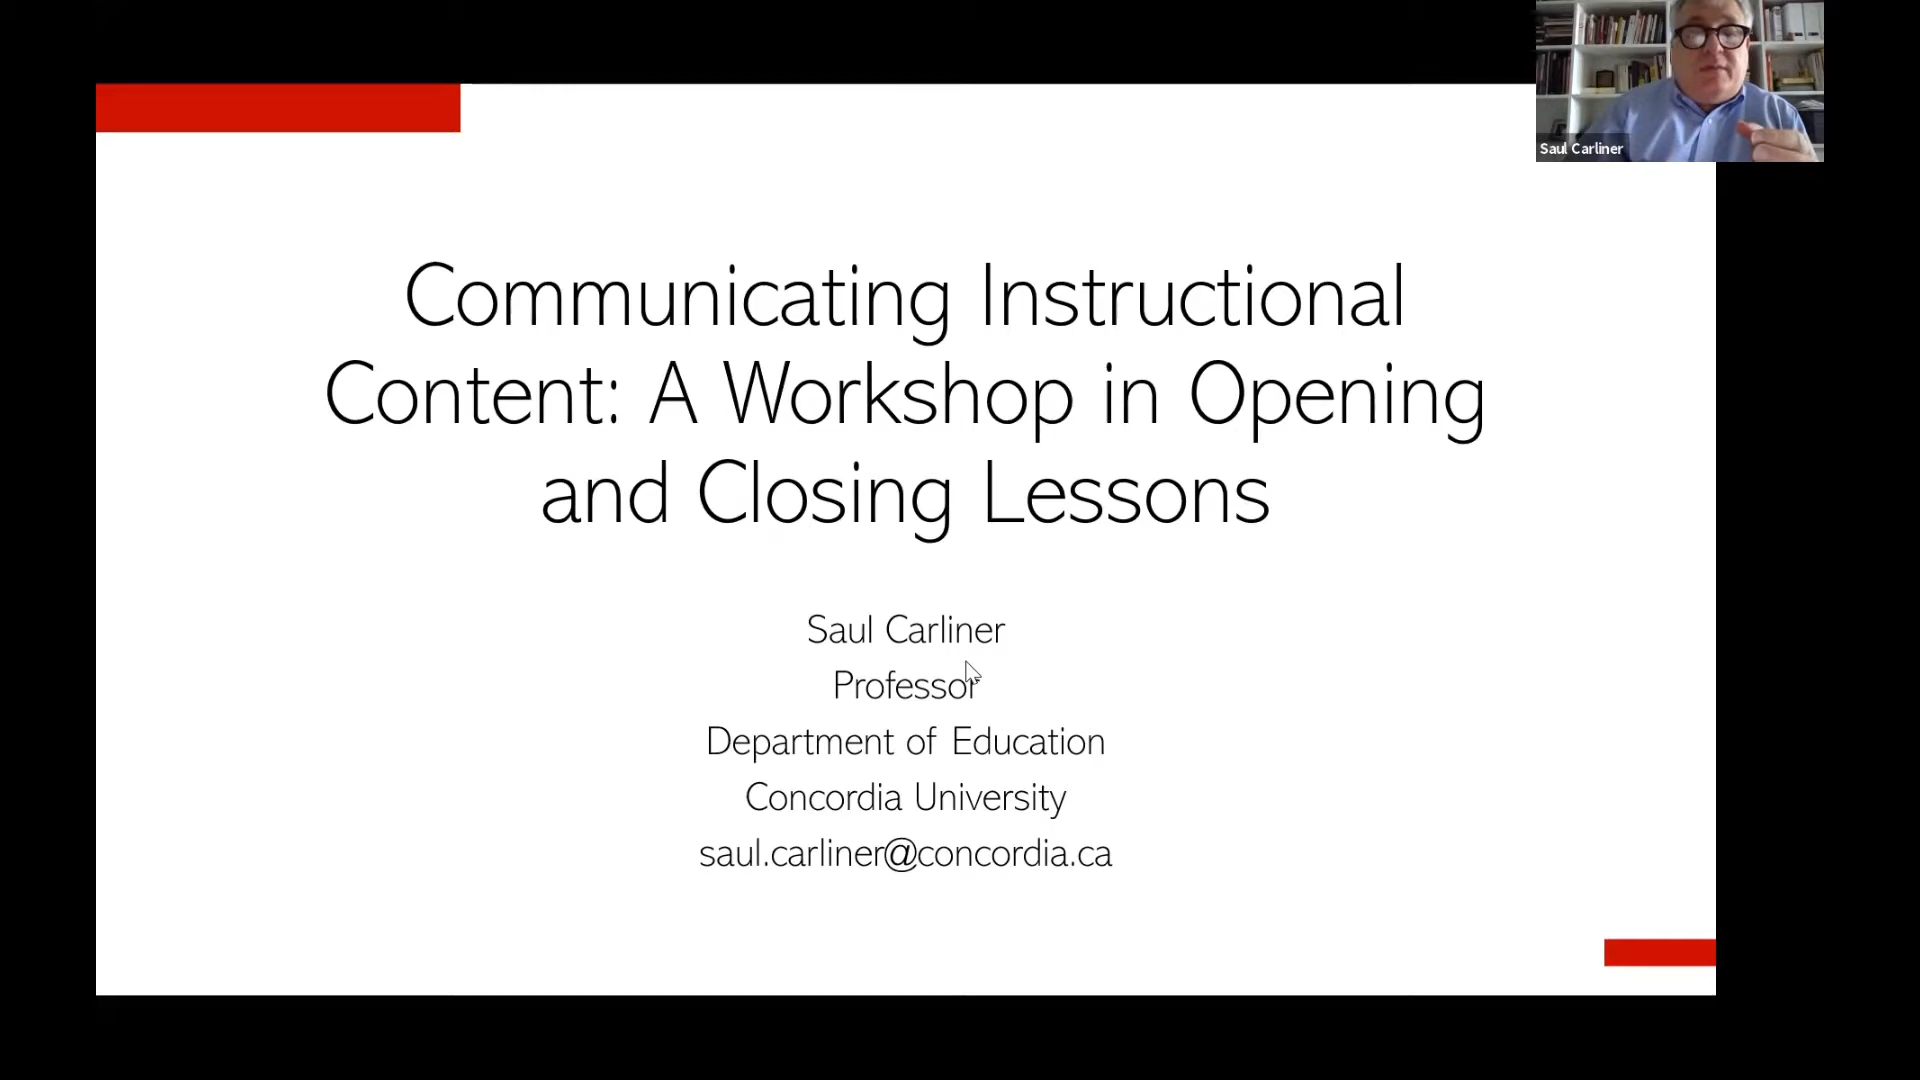 Saul Carliner
Communicating Instructional
Content: A Workshop in Opening
and Closing Lessons
Saul Carliner
Professor
Department of Education
Concordia University
saul.carliner@concordia.ca